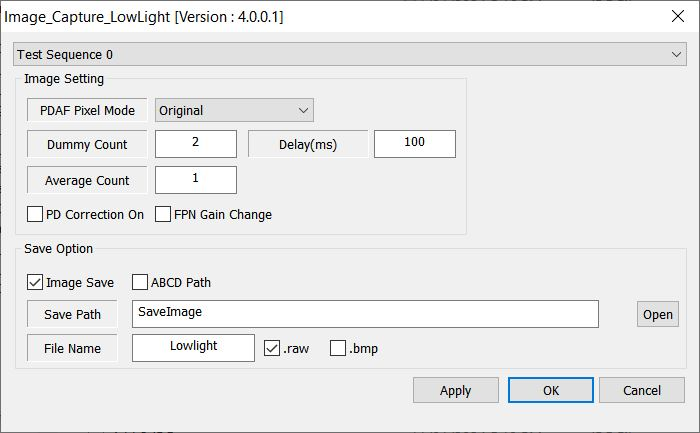 Image_Capture_LowLight [Version : 4.0.0.1]
Test Sequence 0
Image Setting
PDAF Pixel Mode Original
Dummy Count 2 Delay(ms) 100
Average Count 1
PD Correction On FPN Gain Change
Save Option
Image Save ABCD Path
Save Path SaveImage Open
File Name Lowlight .raw .bmp
Apply OK Cancel